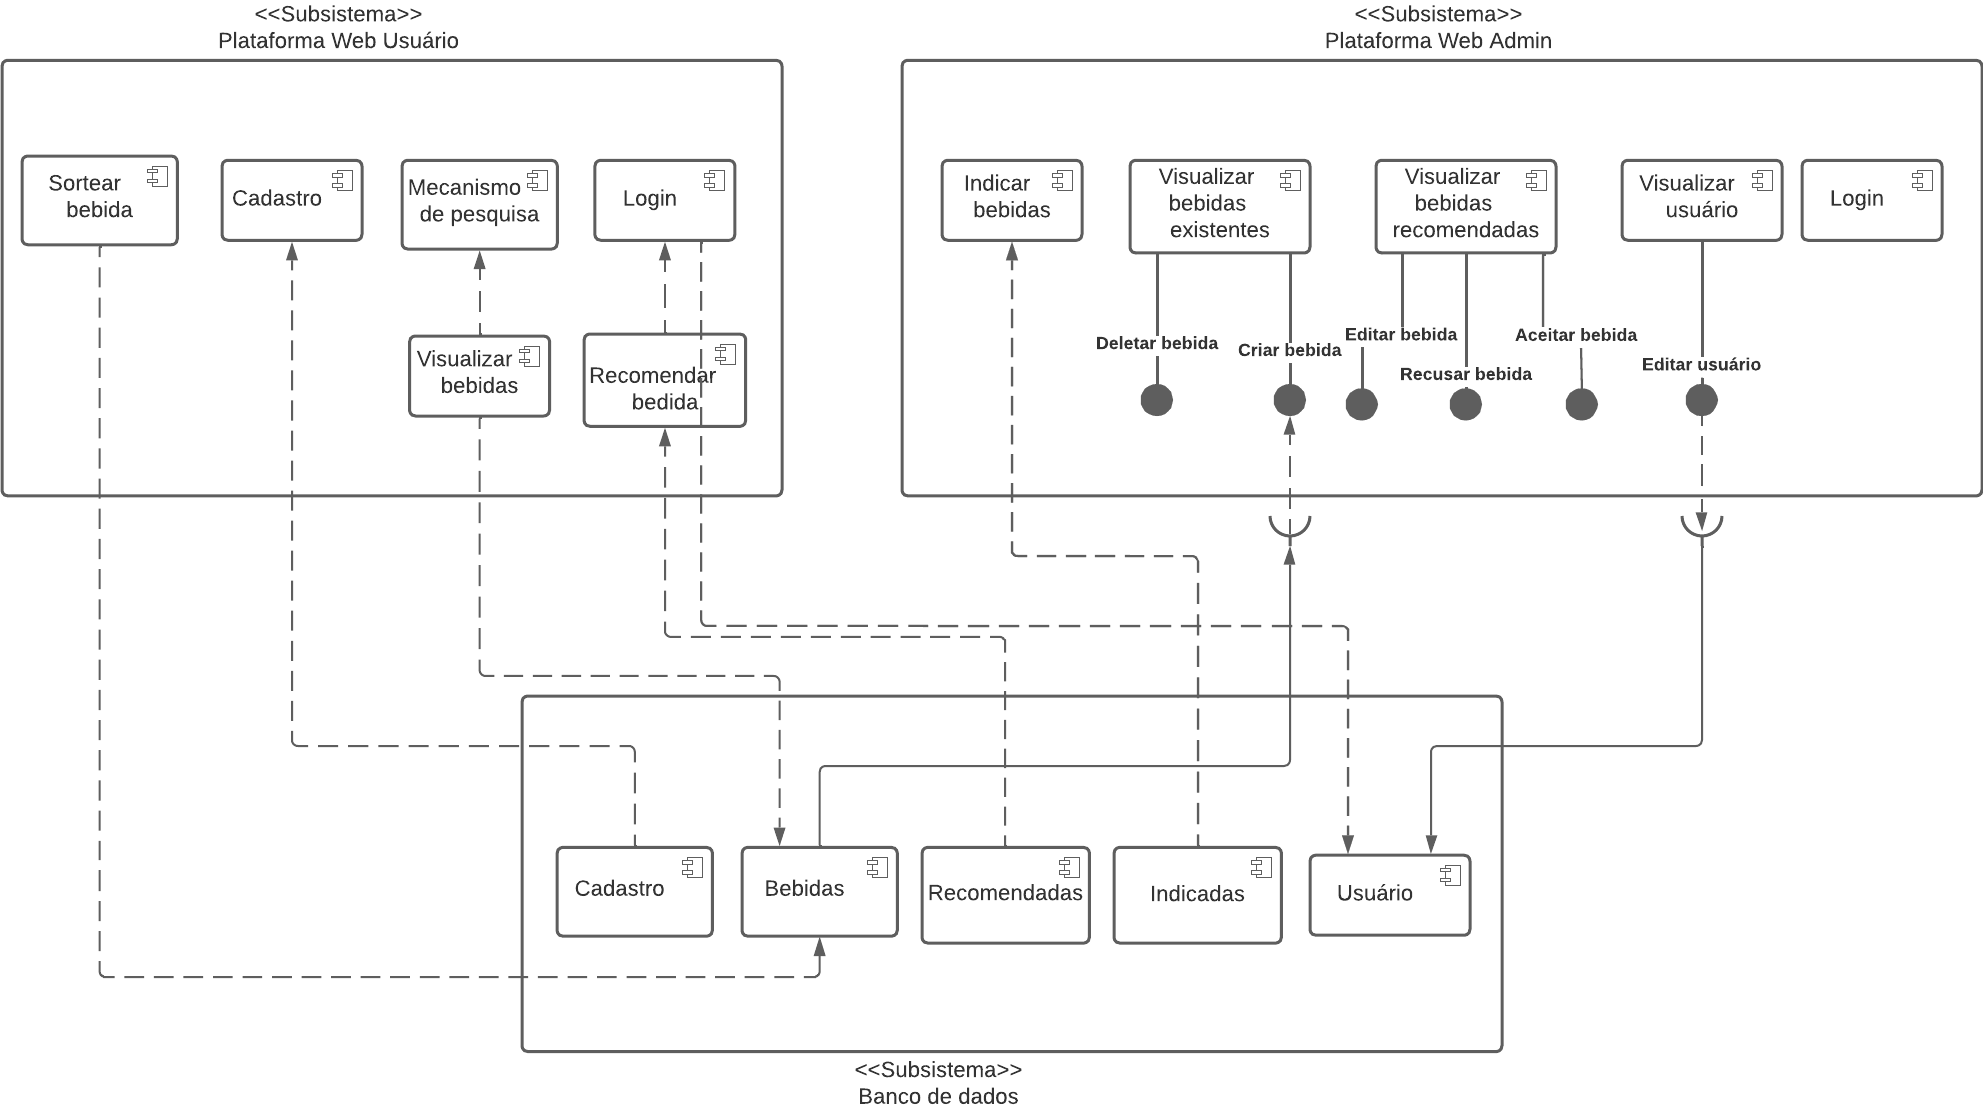 <<Subsistema>>
Plataforma Web Usuário
<<Subsistema>>
Plataforma Web Admin
Sortear
bebida
Cadastro
Mecanismo
de pesquisa
Login
Indicar
bebidas
Visualizar
bebidas
existentes
Visualizar
bebidas
recomendadas
Visualizar
usuário
Login
Visualizar
bebidas
Recomendar
bedida
Deletar bebida
Criar bebida
Editar bebida
Recusar bebida
Aceitar bebida
Editar usuário
Cadastro
Bebidas
Recomendadas
Indicadas
Usuário
<<Subsistema>>
Banco de dados